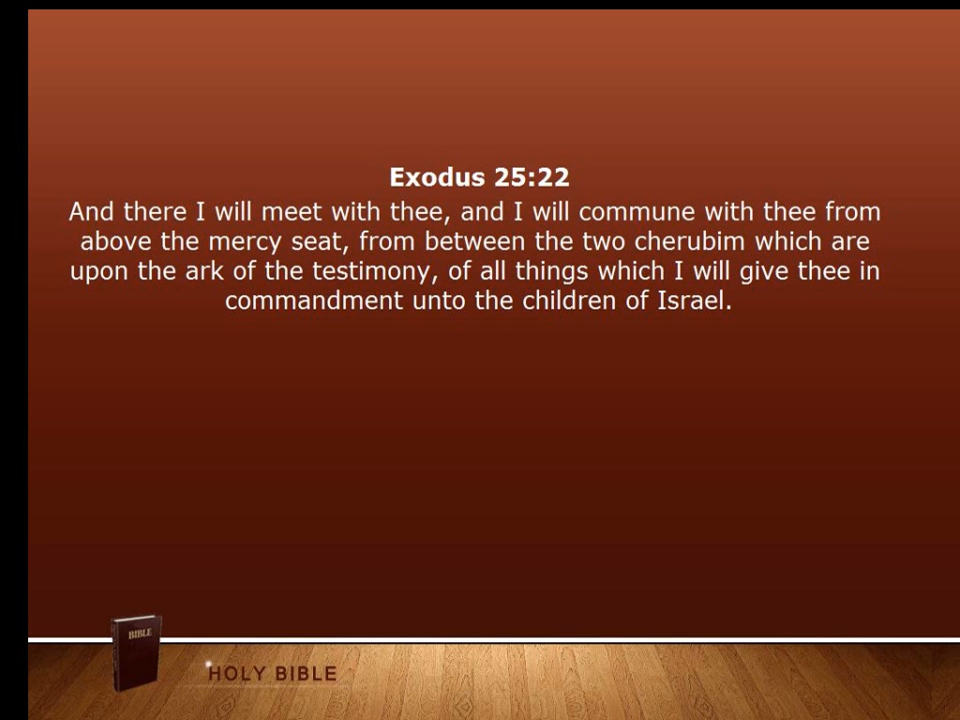 Exodus 25:22
And there I will meet with thee, and I will commune with thee from
above the mercy seat, from between the two cherubim which are
upon the ark of the testimony, of all things which I will give thee in
commandment unto the children of Israel.
BIBLE
HOLY BIBLE